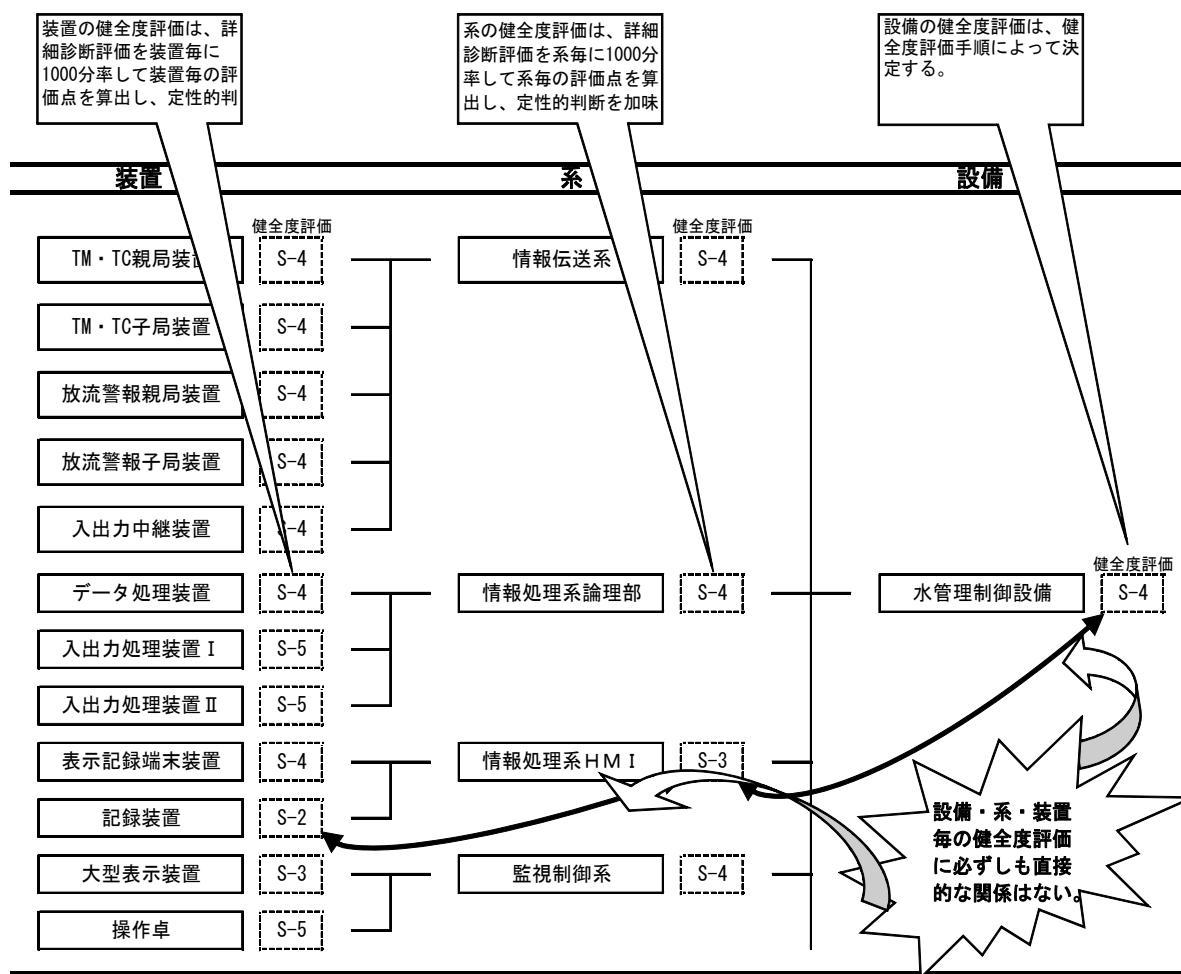 装置の健全度評価は、詳
細診断評価を装置毎に
1000分率して装置毎の評
価点を算出し、定性的判
系の健全度評価は、詳細
診断評価を系毎に1000分
率して系毎の評価点を算
出し、定性的判断を加味
設備の健全度評価は、健
全度評価手順によって決
定する。
装置
系
設備
健全度評価
健全度評価
TM・TC親局装置
S-4
情報伝送系
S-4
TM・TC子局装置
S-4
放流警報親局装置
S-4
放流警報子局装置
S-4
入出力中継装置
S-4
健全度評価
データ処理装置
S-4
情報処理系論理部
S-4
水管理制御設備
S-4
入出力処理装置Ⅰ
S-5
入出力処理装置Ⅱ
S-5
表示記録端末装置
S-4
情報処理系ＨＭＩ
S-3
記録装置
S-2
大型表示装置
S-3
監視制御系
S-4
操作卓
S-5
設備・系・装置
毎の健全度評価
に必ずしも直接
的な関係はない。